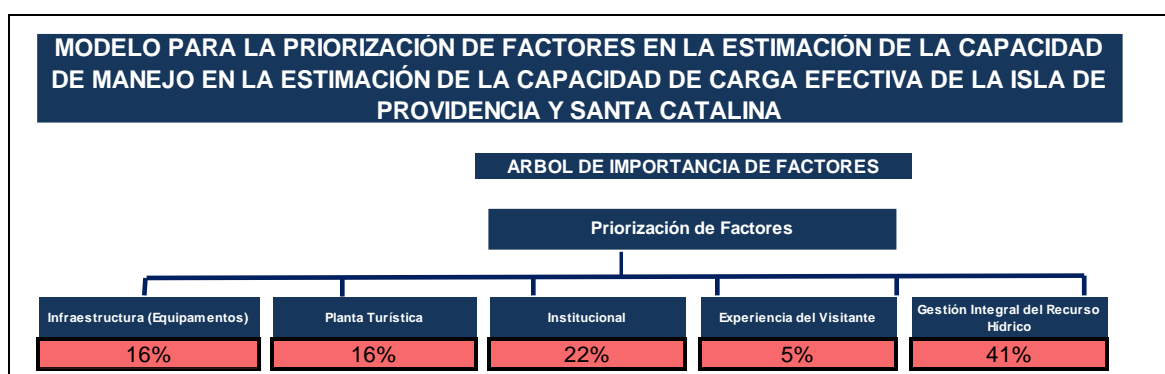 MODELO PARA LA PRIORIZACIÓN DE FACTORES EN LA ESTIMACIÓN DE LA CAPACIDAD
DE MANEJO EN LA ESTIMACIÓN DE LA CAPACIDAD DE CARGA EFECTIVA DE LA ISLA DE
PROVIDENCIA Y SANTA CATALINA
ARBOL DE IMPORTANCIA DE FACTORES
Priorización de Factores
Infraestructura (Equipamentos)
16%
Planta Turística
16%
Institucional
22%
Experiencia del Visitante
5%
Gestión Integral del Recurso
Hídrico
41%